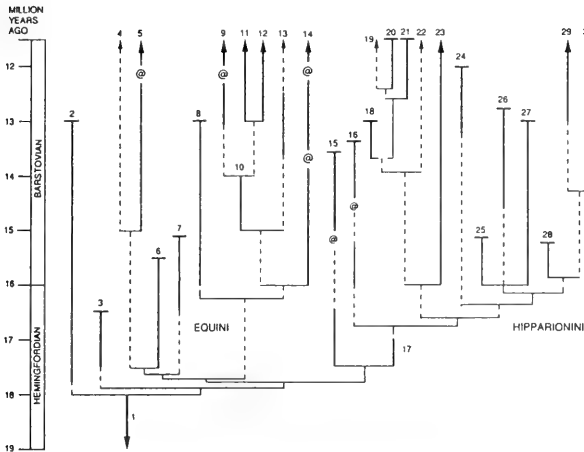 MILLION
YEARS
AGO
4 5 9 11 12 13 14 19 20 21 22 23 29
@ @ @
12
24
26
2 8 18 27
13
16
15
@
10
14
@
BARSTOVIAN
7
15
@
25
28
6
16
3
EQUINI HIPPARIONINI
17
17
HEMINGFORDIAN
18
1
19